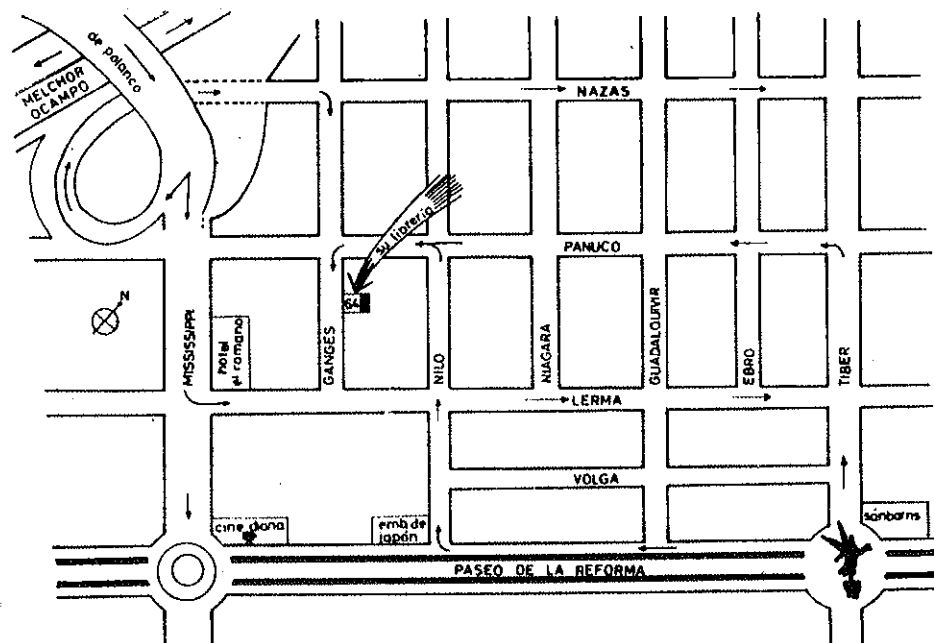 de polanco
MELCHOR
OCAMPO
NAZAS
su libreria
PANUCO
N
64
MISSISSIPPI
hotel
el romano
GANGES
NILO
NIAGARA
GUADALQUIVIR
EBRO
TIBER
LERMA
VOLGA
cine diana
emb de
japón
sanborns
PASEO DE LA REFORMA